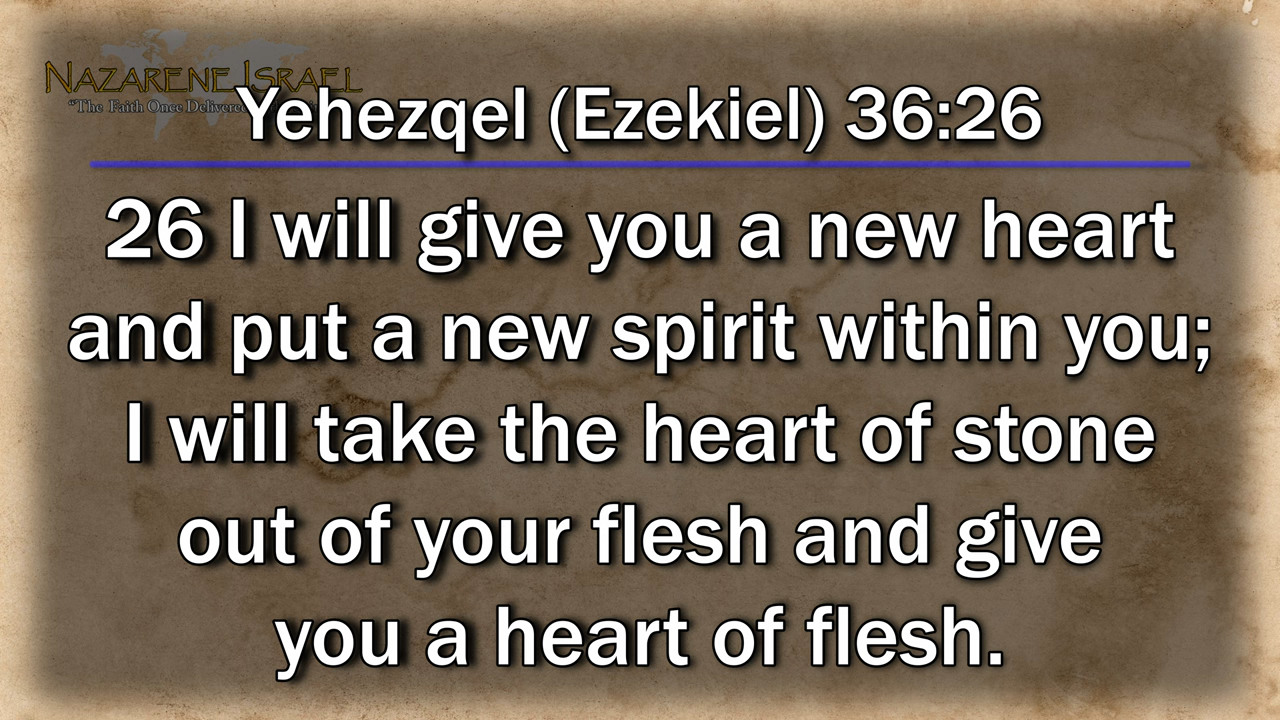 NAZARENE ISRAEL
"The Faith Once Delivered
Yehezqel (Ezekiel) 36:26
26 I will give you a new heart
and put a new spirit within you;
I will take the heart of stone
out of your flesh and give
you a heart of flesh.